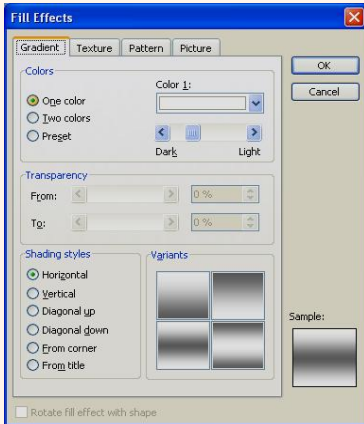 Fill Effects
Gradient Texture Pattern Picture
OK
Cancel
Colors
One color
Two colors
Preset
Color 1:
Dark Light
Transparency
From: 0 %
To: 0 %
Shading styles
Horizontal
Vertical
Diagonal up
Diagonal down
From corner
From title
Variants
Sample:
Rotate fill effect with shape